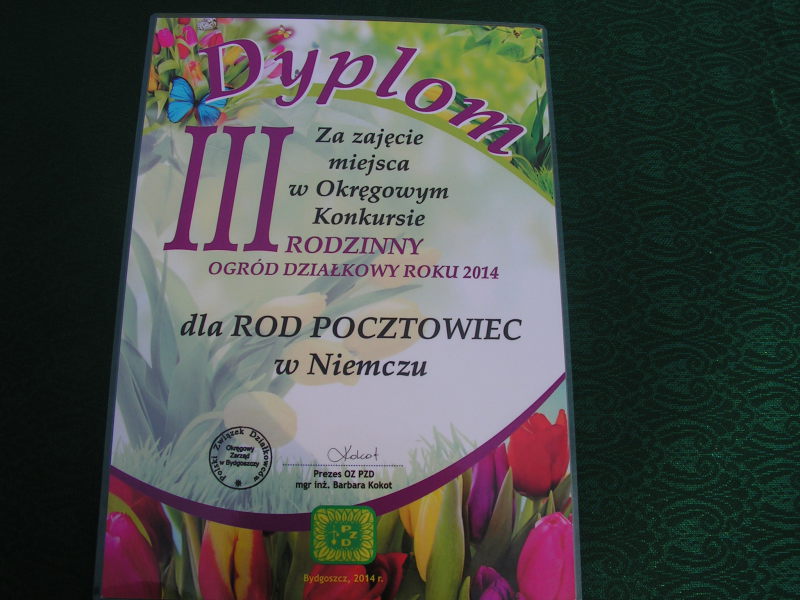 Dyplom
III
Za zajęcie
miejsca
w Okręgowym
Konkursie
RODZINNY
OGRÓD DZIAŁKOWY ROKU 2014
dla ROD POCZTOWIEC
w Niemczu
Polski Związek Działkowców
Okręgowy
Zarząd
w Bydgoszczy
Kokot
Prezes OZ PZD
mgr inż. Barbara Kokot
PZD
Bydgoszcz, 2014 r.